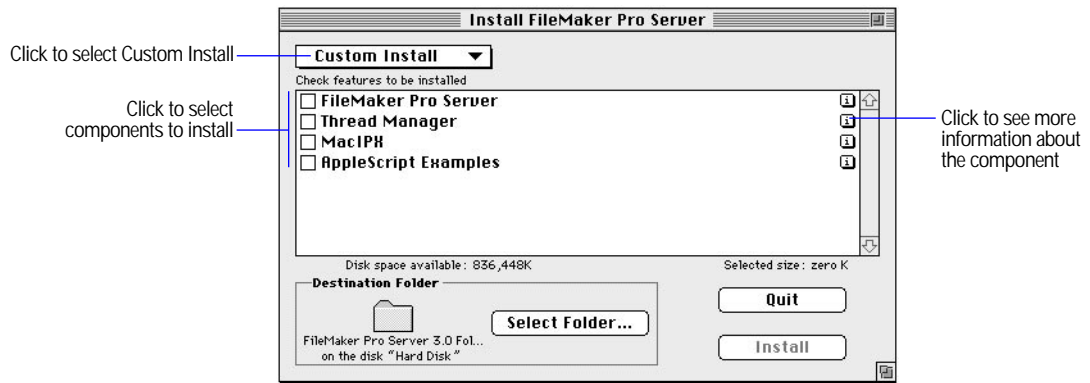 Install FileMaker Pro Server
Click to select Custom Install
Custom Install
Check features to be installed
Click to select
components to install
FileMaker Pro Server
Thread Manager
MacIPX
AppleScript Examples
Click to see more
information about
the component
Disk space available: 836,448K
Selected size: zero K
Destination Folder
Select Folder...
FileMaker Pro Server 3.0 Fol...
on the disk "Hard Disk"
Quit
Install